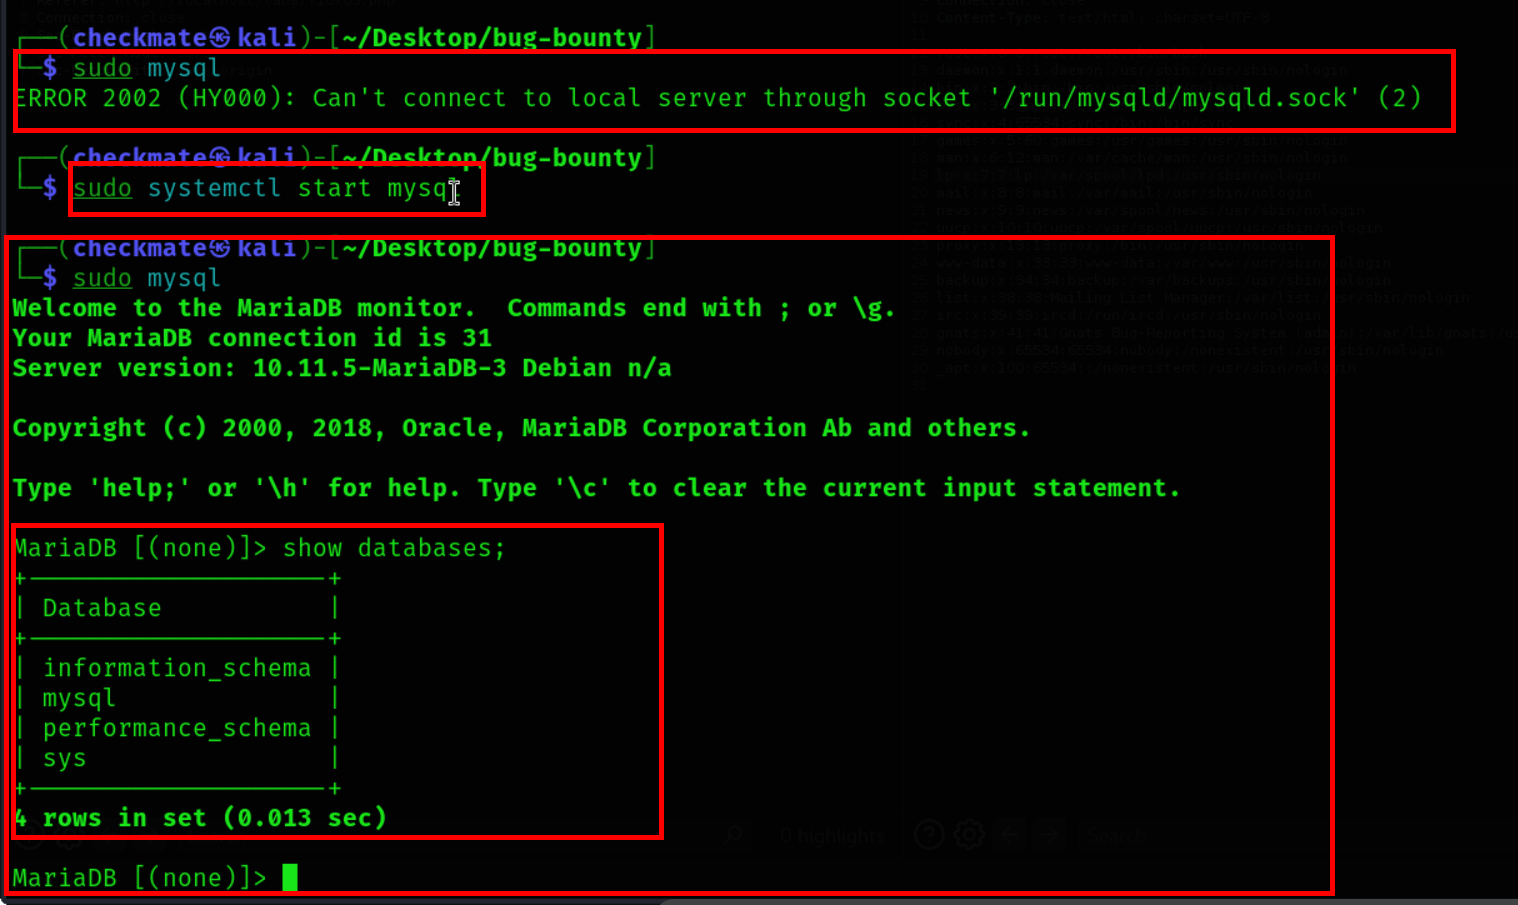 ┌──(checkmate㉿kali)-[~/Desktop/bug-bounty]
└─$ sudo mysql
ERROR 2002 (HY000): Can't connect to local server through socket '/run/mysqld/mysqld.sock' (2)
┌──(checkmate㉿kali)-[~/Desktop/bug-bounty]
└─$ sudo systemctl start mysql
┌──(checkmate㉿kali)-[~/Desktop/bug-bounty]
└─$ sudo mysql
Welcome to the MariaDB monitor.  Commands end with ; or \g.
Your MariaDB connection id is 31
Server version: 10.11.5-MariaDB-3 Debian n/a
Copyright (c) 2000, 2018, Oracle, MariaDB Corporation Ab and others.
Type 'help;' or '\h' for help. Type '\c' to clear the current input statement.
MariaDB [(none)]> show databases;
+--------------------+
| Database           |
+--------------------+
| information_schema |
| mysql              |
| performance_schema |
| sys                |
+--------------------+
4 rows in set (0.013 sec)
MariaDB [(none)]>
0 highlights
Search